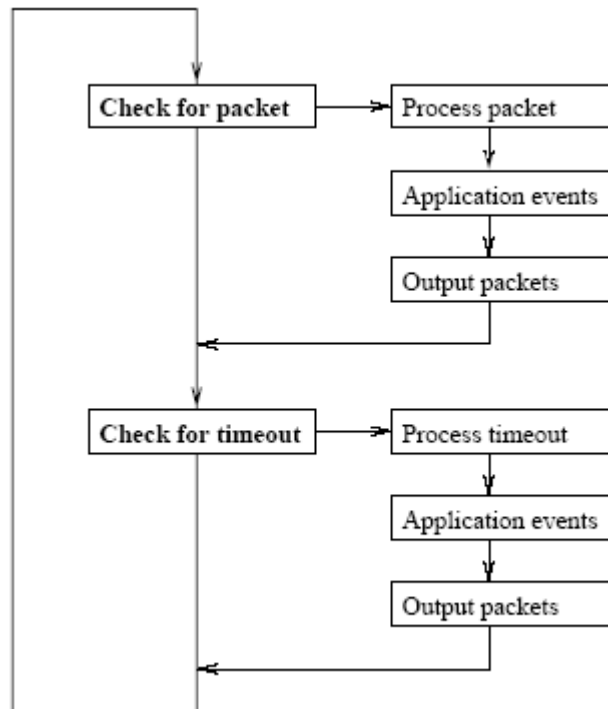 Check for packet
Process packet
Application events
Output packets
Check for timeout
Process timeout
Application events
Output packets